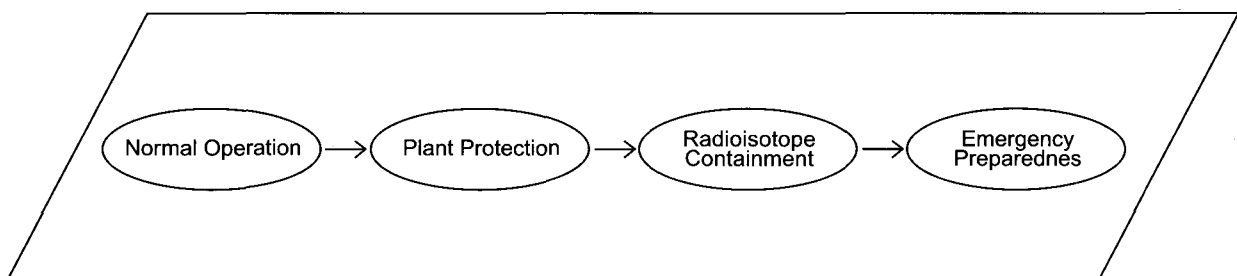 Normal Operation
Plant Protection
Radioisotope
Containment
Emergency
Preparednes